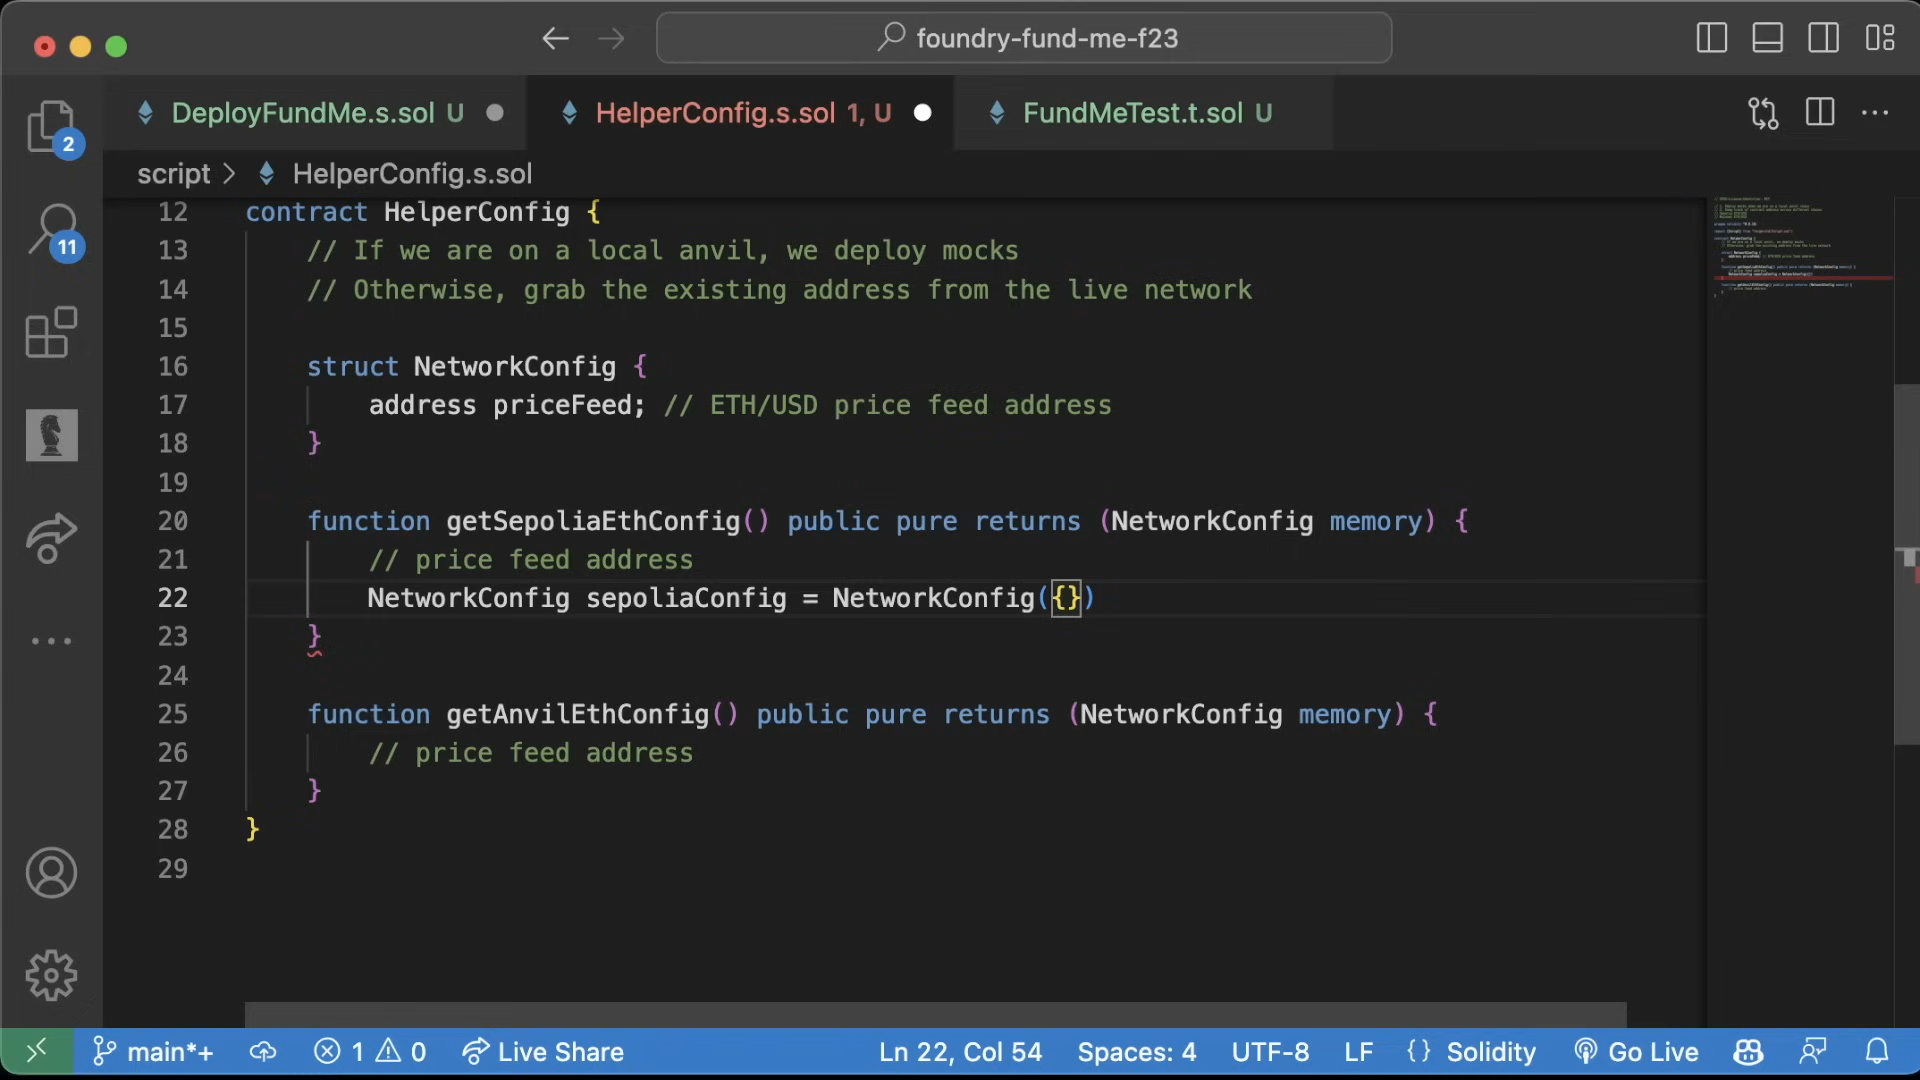 foundry-fund-me-f23
DeployFundMe.s.sol U
HelperConfig.s.sol 1, U
FundMeTest.t.sol U
2
script > HelperConfig.s.sol
12 contract HelperConfig {
13 // If we are on a local anvil, we deploy mocks
14 // Otherwise, grab the existing address from the live network
15
16 struct NetworkConfig {
17 address priceFeed; // ETH/USD price feed address
18 }
19
20 function getSepoliaEthConfig() public pure returns (NetworkConfig memory) {
21 // price feed address
22 NetworkConfig sepoliaConfig = NetworkConfig({})
23 }
24
25 function getAnvilEthConfig() public pure returns (NetworkConfig memory) {
26 // price feed address
27 }
28 }
29
11
main*+ 1 0 Live Share Ln 22, Col 54 Spaces: 4 UTF-8 LF {} Solidity Go Live